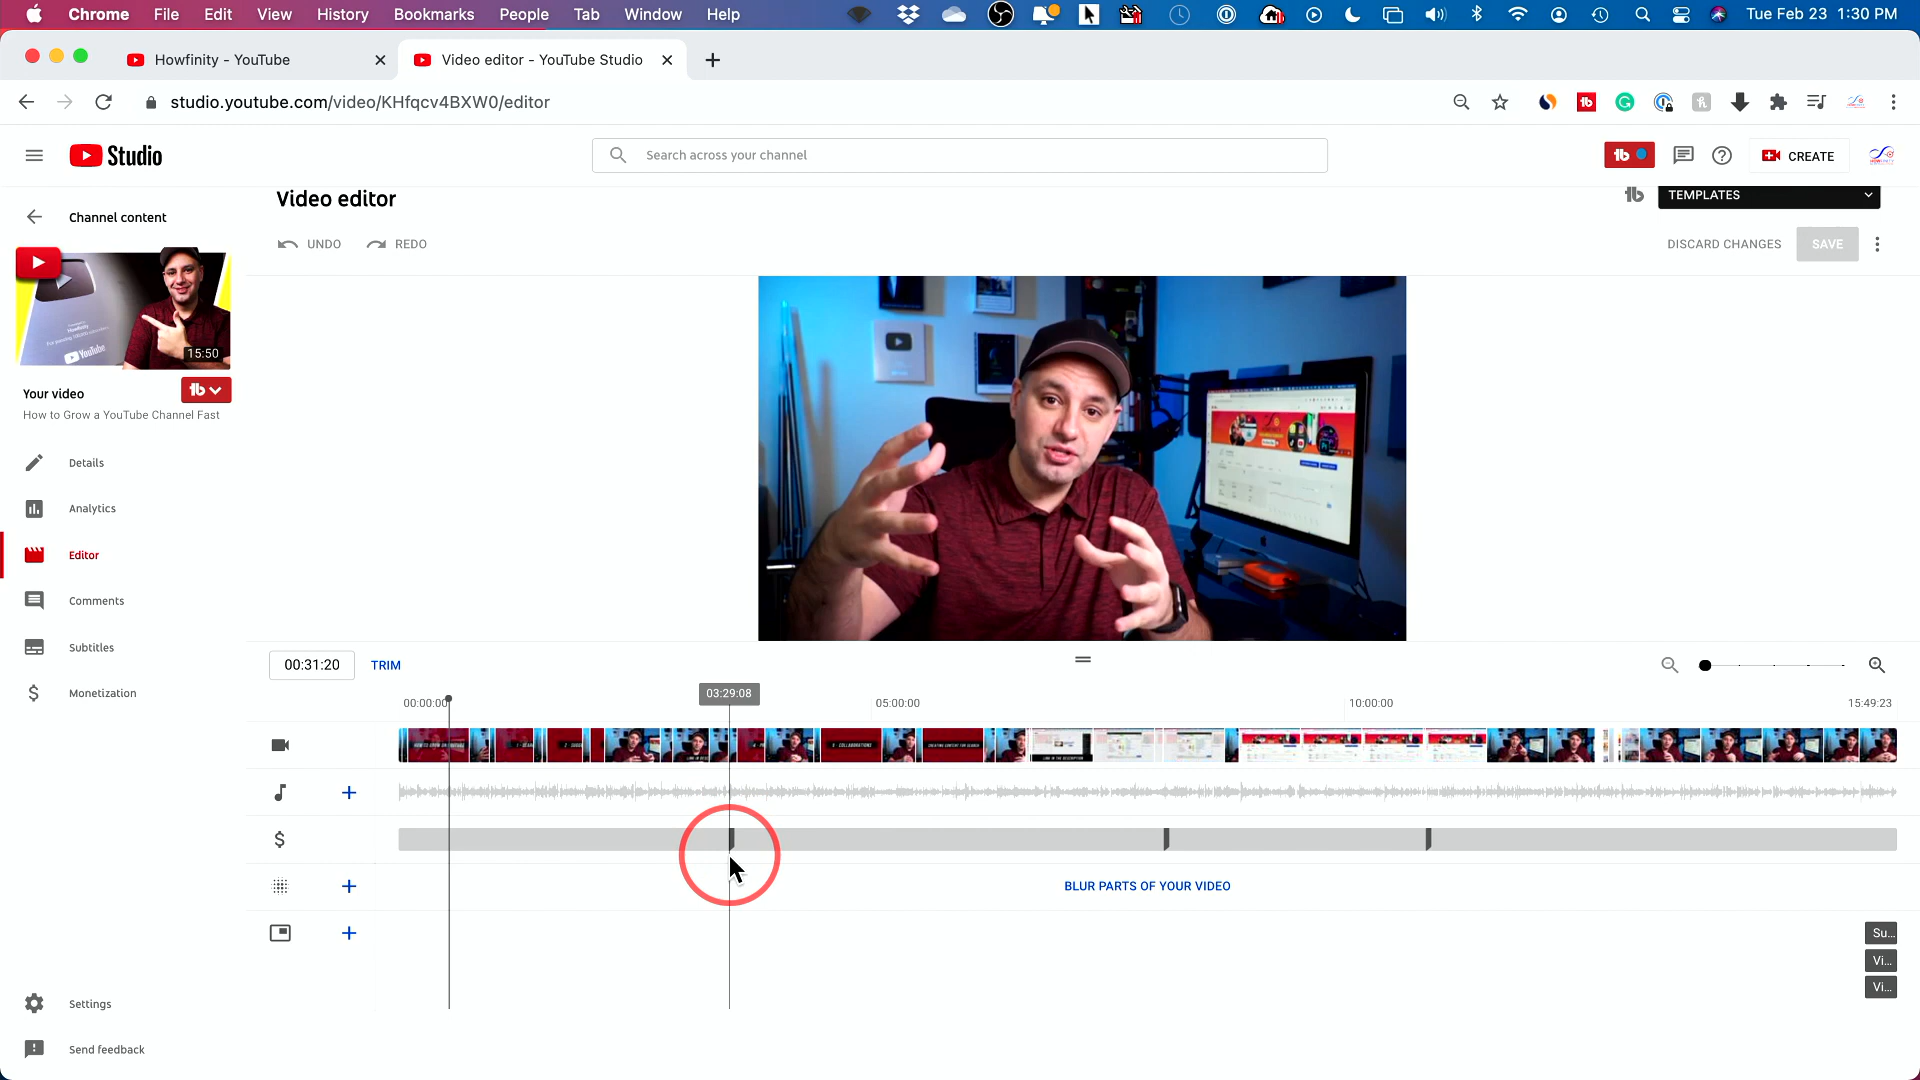 Chrome File Edit View History Bookmarks People Tab Window Help Tue Feb 23 1:30 PM
Howfinity - YouTube
Video editor - YouTube Studio
studio.youtube.com/video/KHfqcv4BXW0/editor
Studio
Search across your channel
CREATE
Channel content
Video editor
TEMPLATES
UNDO REDO
DISCARD CHANGES SAVE
YouTube
15:50
Your video
How to Grow a YouTube Channel Fast
Details
Analytics
Editor
Comments
Subtitles
Monetization
Settings
Send feedback
00:31:20 TRIM
03:29:08
00:00:00 05:00:00 10:00:00 15:49:23
COLLABORATIONS
BLUR PARTS OF YOUR VIDEO
Su...
Vi...
Vi...